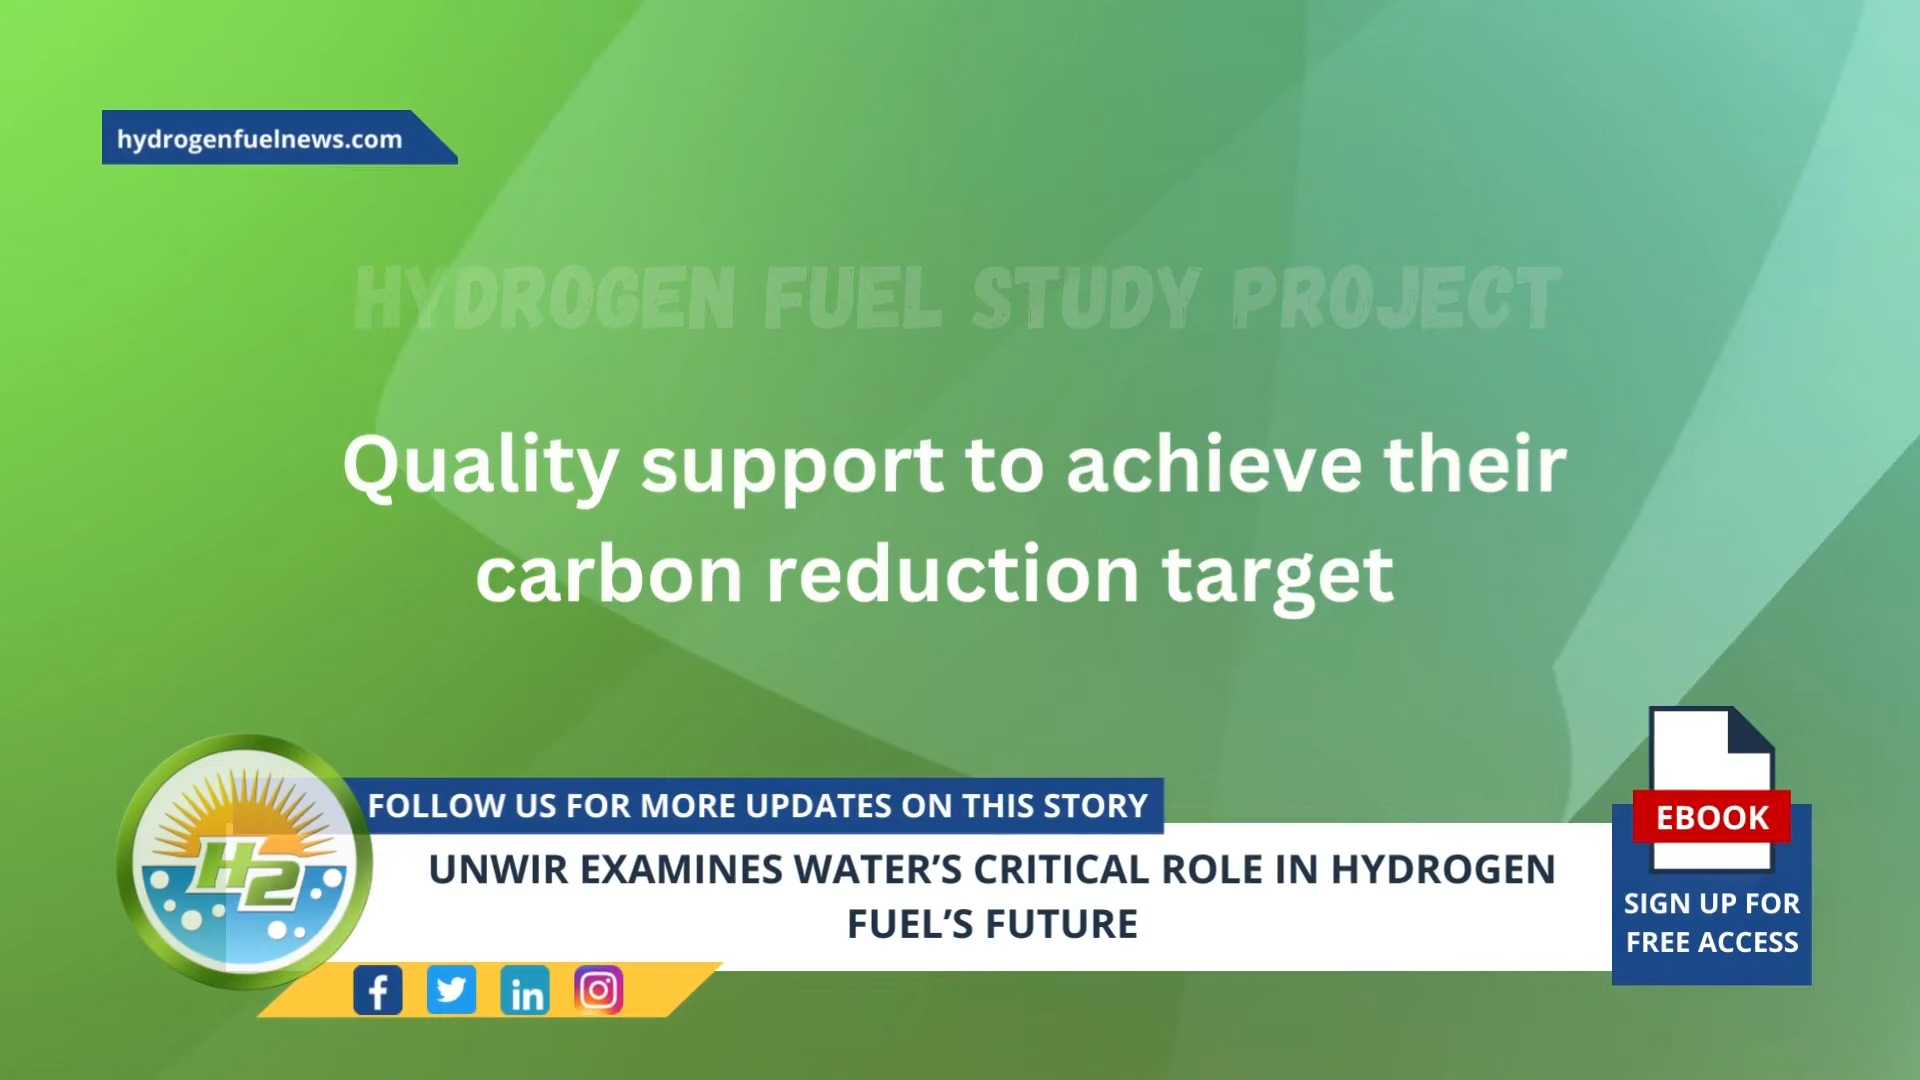 hydrogenfuelnews.com
HYDROGEN FUEL STUDY PROJECT
Quality support to achieve their
carbon reduction target
FOLLOW US FOR MORE UPDATES ON THIS STORY
UNWIR EXAMINES WATER'S CRITICAL ROLE IN HYDROGEN
FUEL'S FUTURE
H2
EBOOK
SIGN UP FOR
FREE ACCESS
f
in